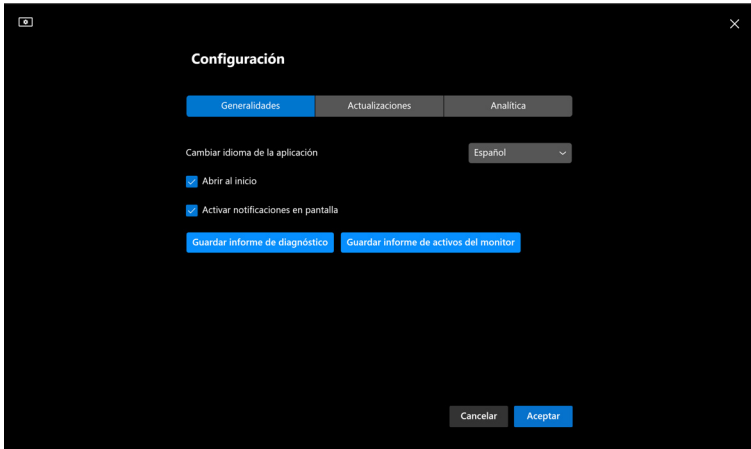 Configuración
Generalidades
Actualizaciones
Analítica
Cambiar idioma de la aplicación
Español
Abrir al inicio
Activar notificaciones en pantalla
Guardar informe de diagnóstico
Guardar informe de activos del monitor
Cancelar
Aceptar